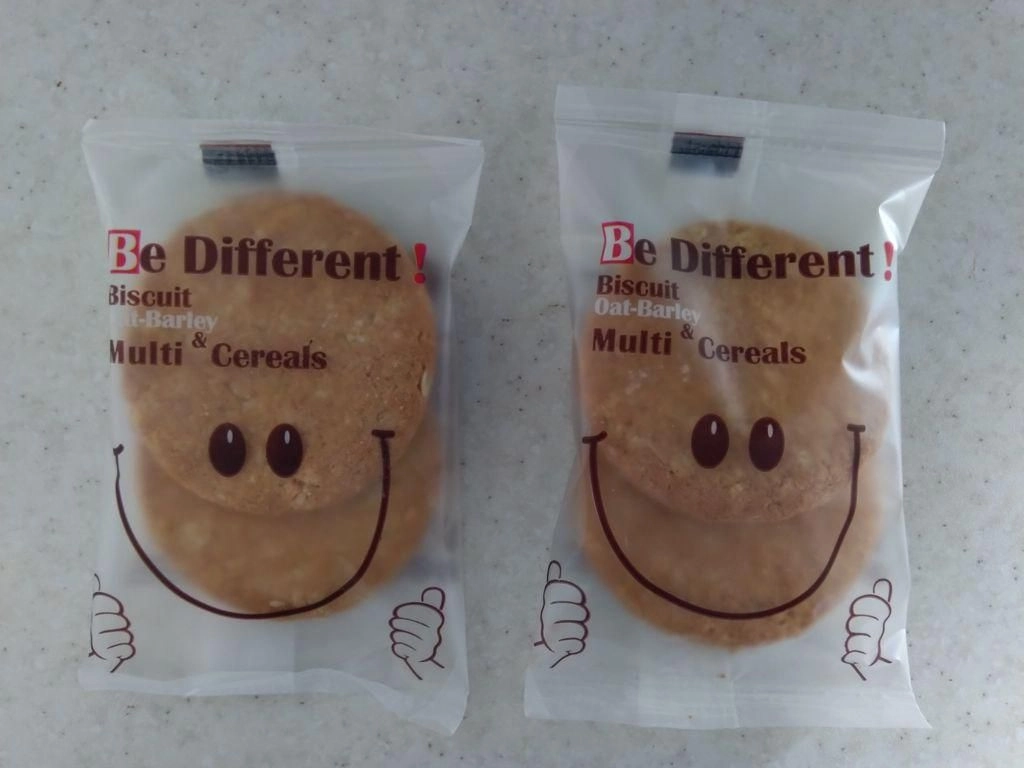 Be Different!
Biscuit
Oat-Barley
Multi & Cereals
Be Different!
Biscuit
Oat-Barley
Multi & Cereals